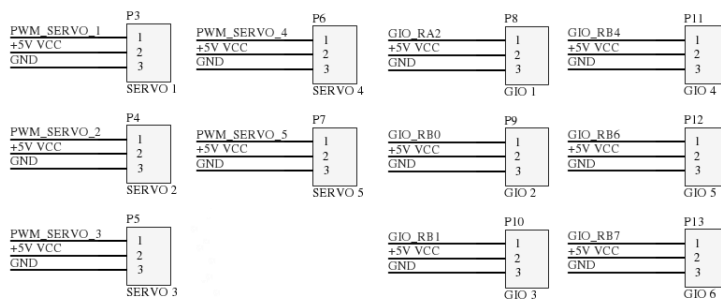 P3
PWM_SERVO_1 1
+5V VCC 2
GND 3
SERVO 1
P6
PWM_SERVO_4 1
+5V VCC 2
GND 3
SERVO 4
P8
GIO_RA2 1
+5V VCC 2
GND 3
GIO 1
P11
GIO_RB4 1
+5V VCC 2
GND 3
GIO 4
P4
PWM_SERVO_2 1
+5V VCC 2
GND 3
SERVO 2
P7
PWM_SERVO_5 1
+5V VCC 2
GND 3
SERVO 5
P9
GIO_RB0 1
+5V VCC 2
GND 3
GIO 2
P12
GIO_RB6 1
+5V VCC 2
GND 3
GIO 5
P5
PWM_SERVO_3 1
+5V VCC 2
GND 3
SERVO 3
P10
GIO_RB1 1
+5V VCC 2
GND 3
GIO 3
P13
GIO_RB7 1
+5V VCC 2
GND 3
GIO 6